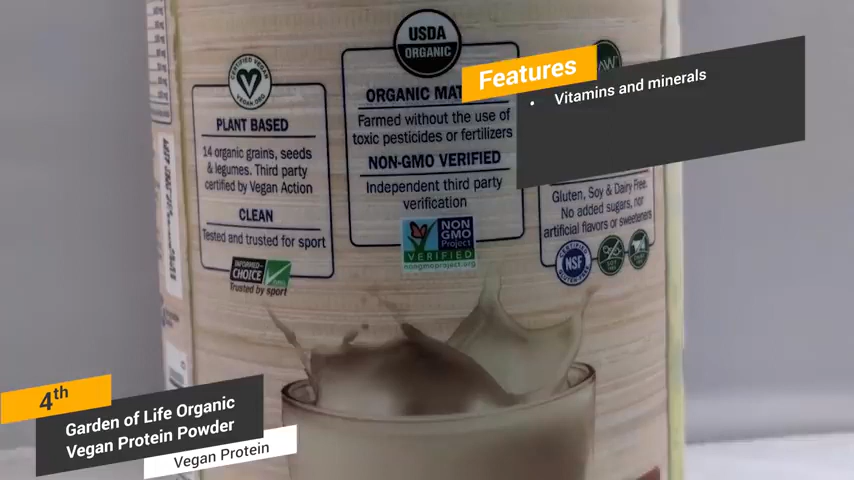 USDA
ORGANIC
CERTIFIED VEGAN
VEGAN.ORG
Features
• Vitamins and minerals
PLANT BASED
14 organic grains, seeds
& legumes. Third party
certified by Vegan Action
CLEAN
Tested and trusted for sport
INFORMED-
CHOICE
Trusted by sport
ORGANIC MAT
Farmed without the use of
toxic pesticides or fertilizers
NON-GMO VERIFIED
Independent third party
verification
NON
GMO
Project
VERIFIED
nongmoproject.org
Gluten, Soy & Dairy Free.
No added sugars, nor
artificial flavors or sweeteners
NSF
4th
Garden of Life Organic
Vegan Protein Powder
Vegan Protein